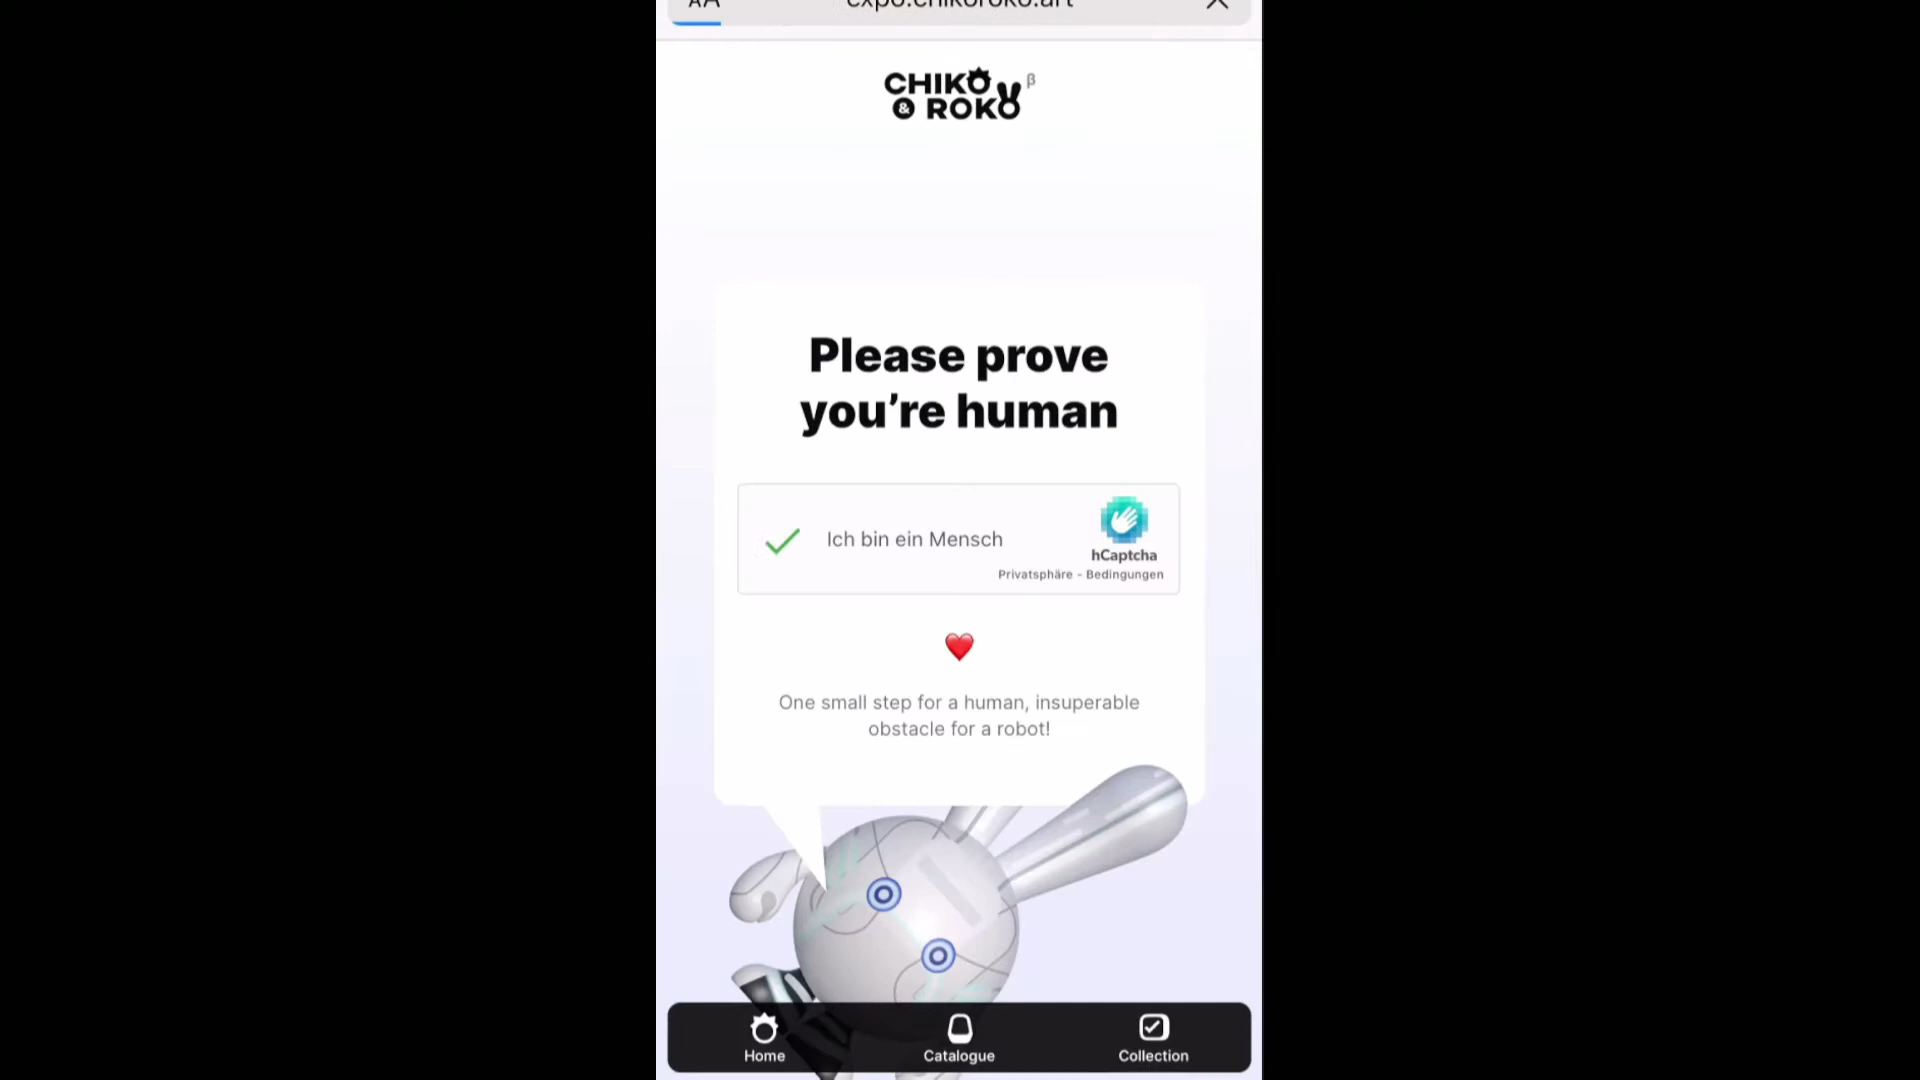 AA expo.chikoroko.art
CHIKO β
& ROKO
Please prove
you’re human
Ich bin ein Mensch
hCaptcha
Privatsphäre - Bedingungen
One small step for a human, insuperable
obstacle for a robot!
Home Catalogue Collection